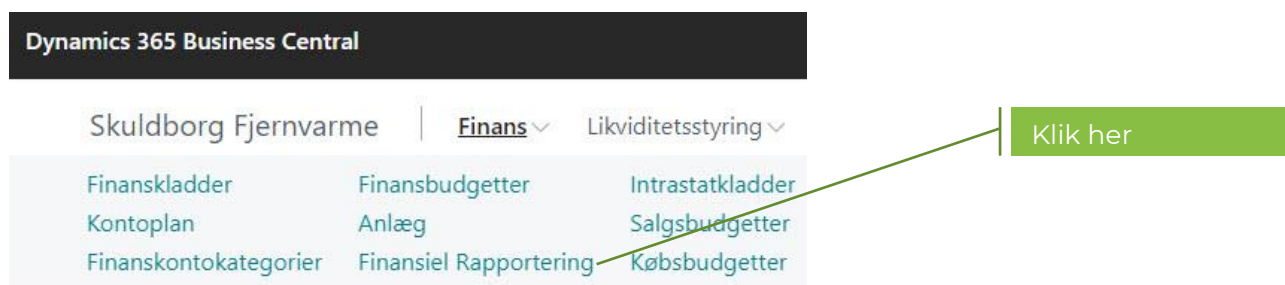 Dynamics 365 Business Central
Skuldborg Fjernvarme Finans Likviditetsstyring
Klik her
Finanskladder Finansbudgetter Intrastatkladder
Kontoplan Anlæg Salgsbudgetter
Finanskontokategorier Finansiel Rapportering Købsbudgetter